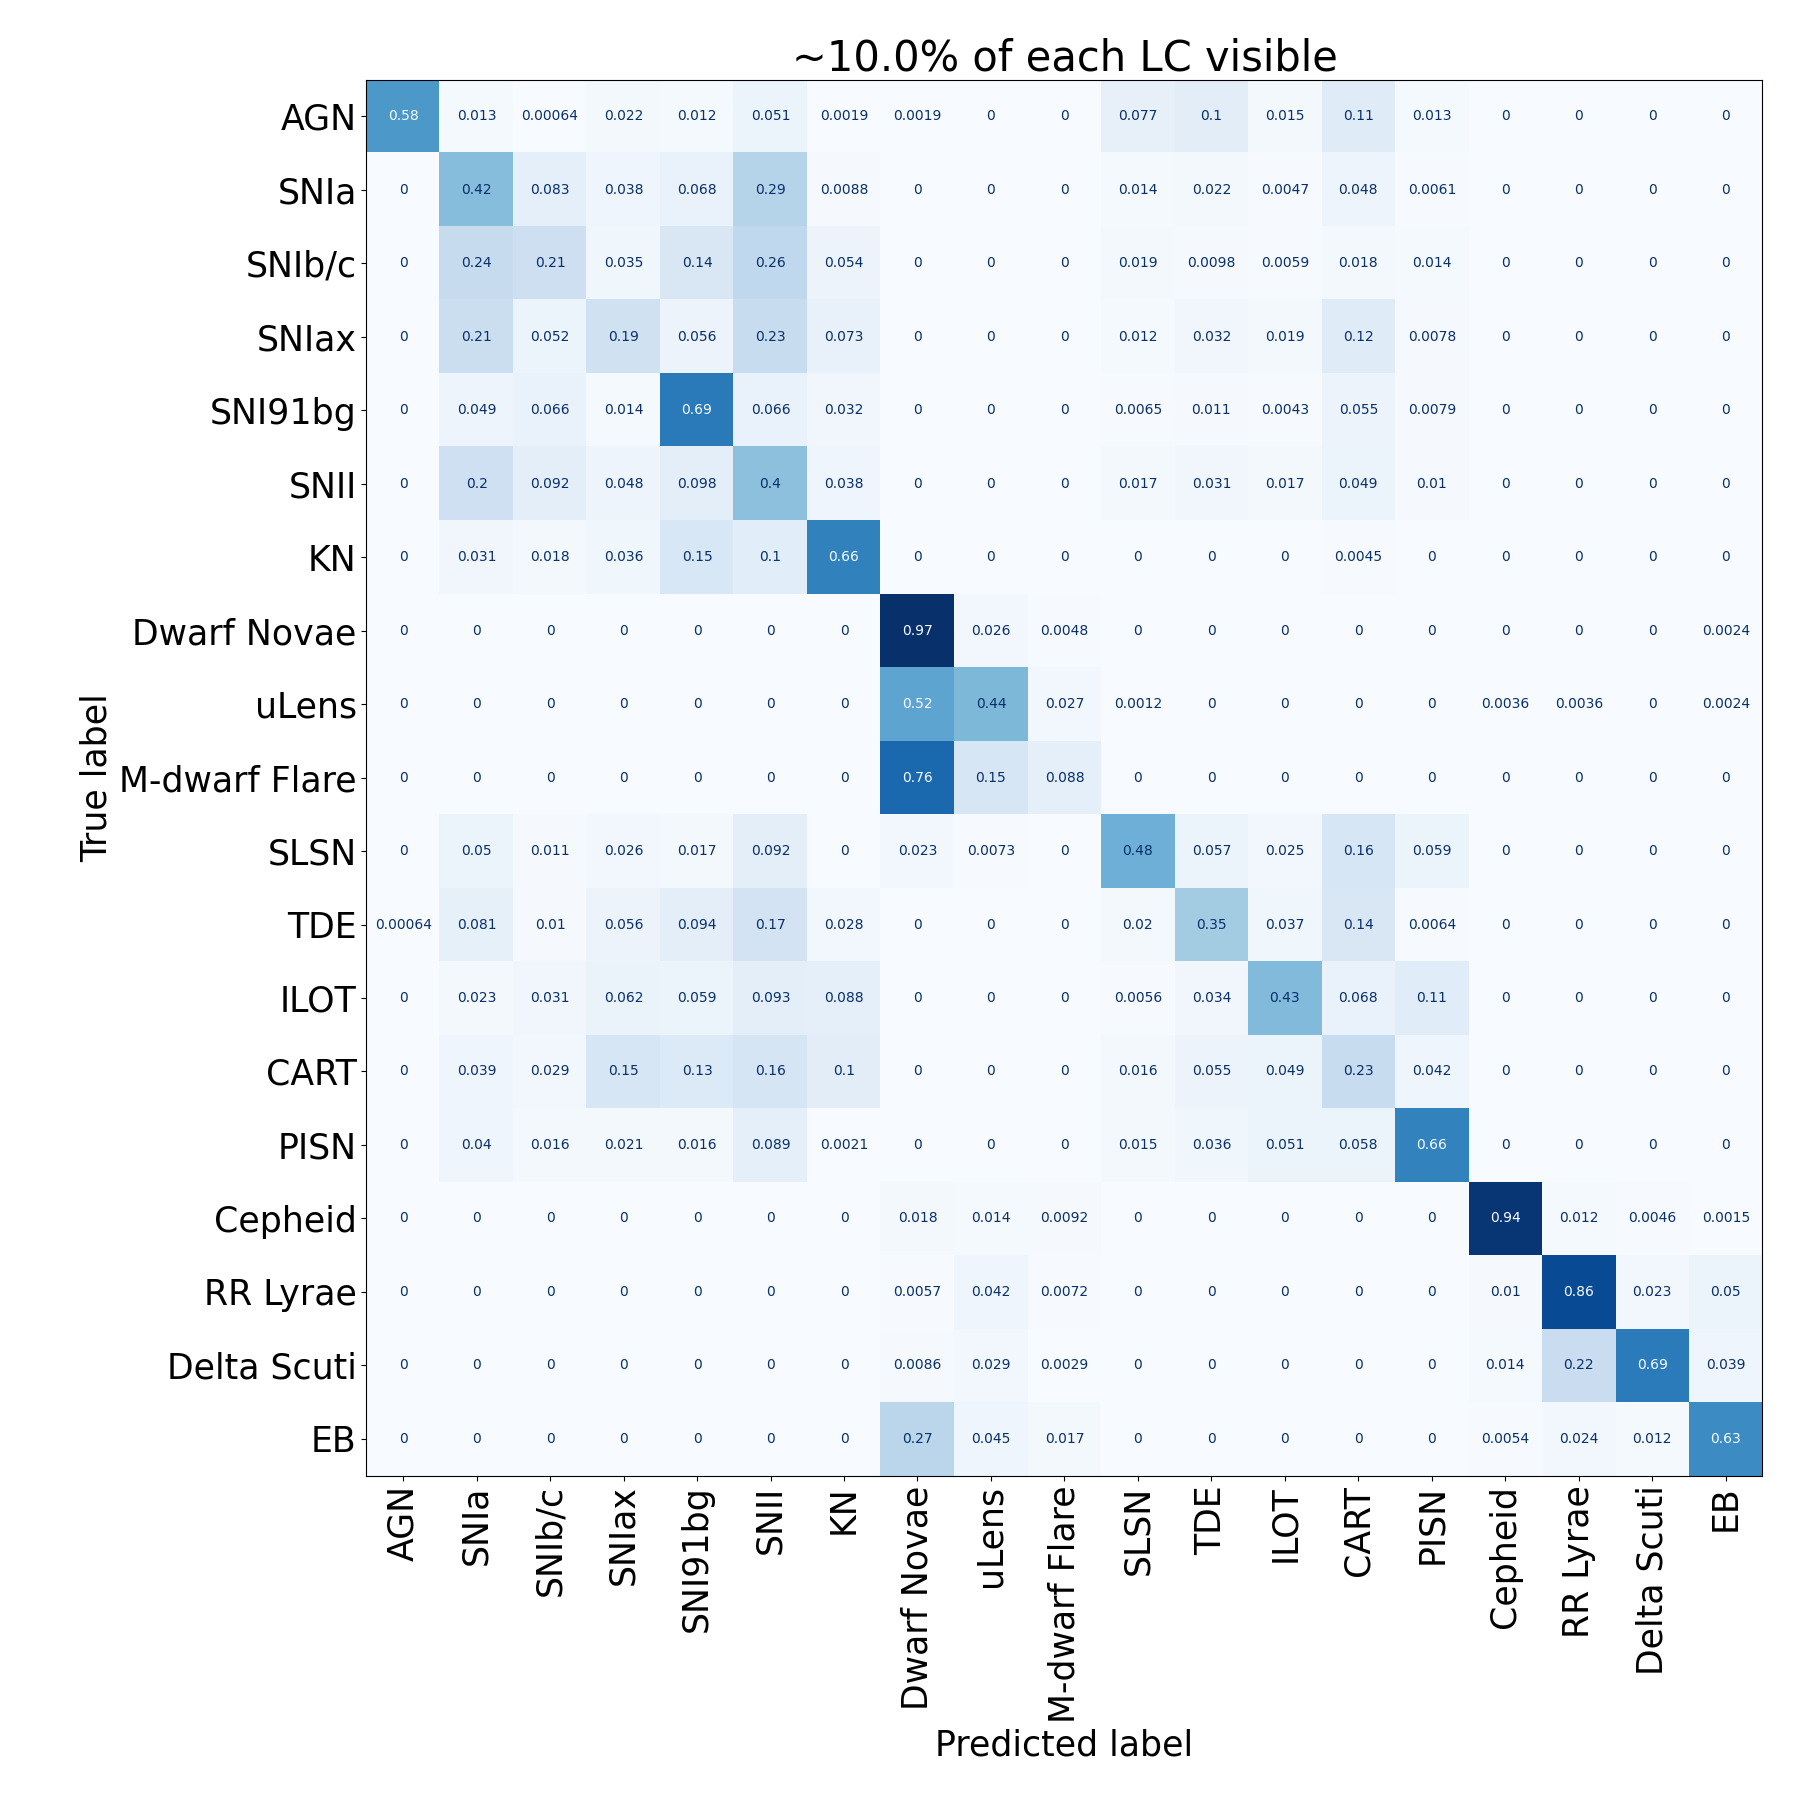 ~10.0% of each LC visible
AGN 0.58 0.013 0.00064 0.022 0.012 0.051 0.0019 0.0019 0 0 0.077 0.1 0.015 0.11 0.013 0 0 0 0
SNIa 0 0.42 0.083 0.038 0.068 0.29 0.0088 0 0 0 0.014 0.022 0.0047 0.048 0.0061 0 0 0 0
SNIb/c 0 0.24 0.21 0.035 0.14 0.26 0.054 0 0 0 0.019 0.0098 0.0059 0.018 0.014 0 0 0 0
SNIax 0 0.21 0.052 0.19 0.056 0.23 0.073 0 0 0 0.012 0.032 0.019 0.12 0.0078 0 0 0 0
SNI91bg 0 0.049 0.066 0.014 0.69 0.066 0.032 0 0 0 0.0065 0.011 0.0043 0.055 0.0079 0 0 0 0
SNII 0 0.2 0.092 0.048 0.098 0.4 0.038 0 0 0 0.017 0.031 0.017 0.049 0.01 0 0 0 0
KN 0 0.031 0.018 0.036 0.15 0.1 0.66 0 0 0 0 0 0 0.0045 0 0 0 0 0
Dwarf Novae 0 0 0 0 0 0 0 0.97 0.026 0.0048 0 0 0 0 0 0 0 0 0.0024
uLens 0 0 0 0 0 0 0 0.52 0.44 0.027 0.0012 0 0 0 0 0.0036 0.0036 0 0.0024
M-dwarf Flare 0 0 0 0 0 0 0 0.76 0.15 0.088 0 0 0 0 0 0 0 0 0
SLSN 0 0.05 0.011 0.026 0.017 0.092 0 0.023 0.0073 0 0.48 0.057 0.025 0.16 0.059 0 0 0 0
TDE 0.00064 0.081 0.01 0.056 0.094 0.17 0.028 0 0 0 0.02 0.35 0.037 0.14 0.0064 0 0 0 0
ILOT 0 0.023 0.031 0.062 0.059 0.093 0.088 0 0 0 0.0056 0.034 0.43 0.068 0.11 0 0 0 0
CART 0 0.039 0.029 0.15 0.13 0.16 0.1 0 0 0 0.016 0.055 0.049 0.23 0.042 0 0 0 0
PISN 0 0.04 0.016 0.021 0.016 0.089 0.0021 0 0 0 0.015 0.036 0.051 0.058 0.66 0 0 0 0
Cepheid 0 0 0 0 0 0 0 0.018 0.014 0.0092 0 0 0 0 0 0.94 0.012 0.0046 0.0015
RR Lyrae 0 0 0 0 0 0 0 0.0057 0.042 0.0072 0 0 0 0 0 0.01 0.86 0.023 0.05
Delta Scuti 0 0 0 0 0 0 0 0.0086 0.029 0.0029 0 0 0 0 0 0.014 0.22 0.69 0.039
EB 0 0 0 0 0 0 0 0.27 0.045 0.017 0 0 0 0 0 0.0054 0.024 0.012 0.63
True label
AGN SNIa SNIb/c SNIax SNI91bg SNII KN Dwarf Novae uLens M-dwarf Flare SLSN TDE ILOT CART PISN Cepheid RR Lyrae Delta Scuti EB
Predicted label